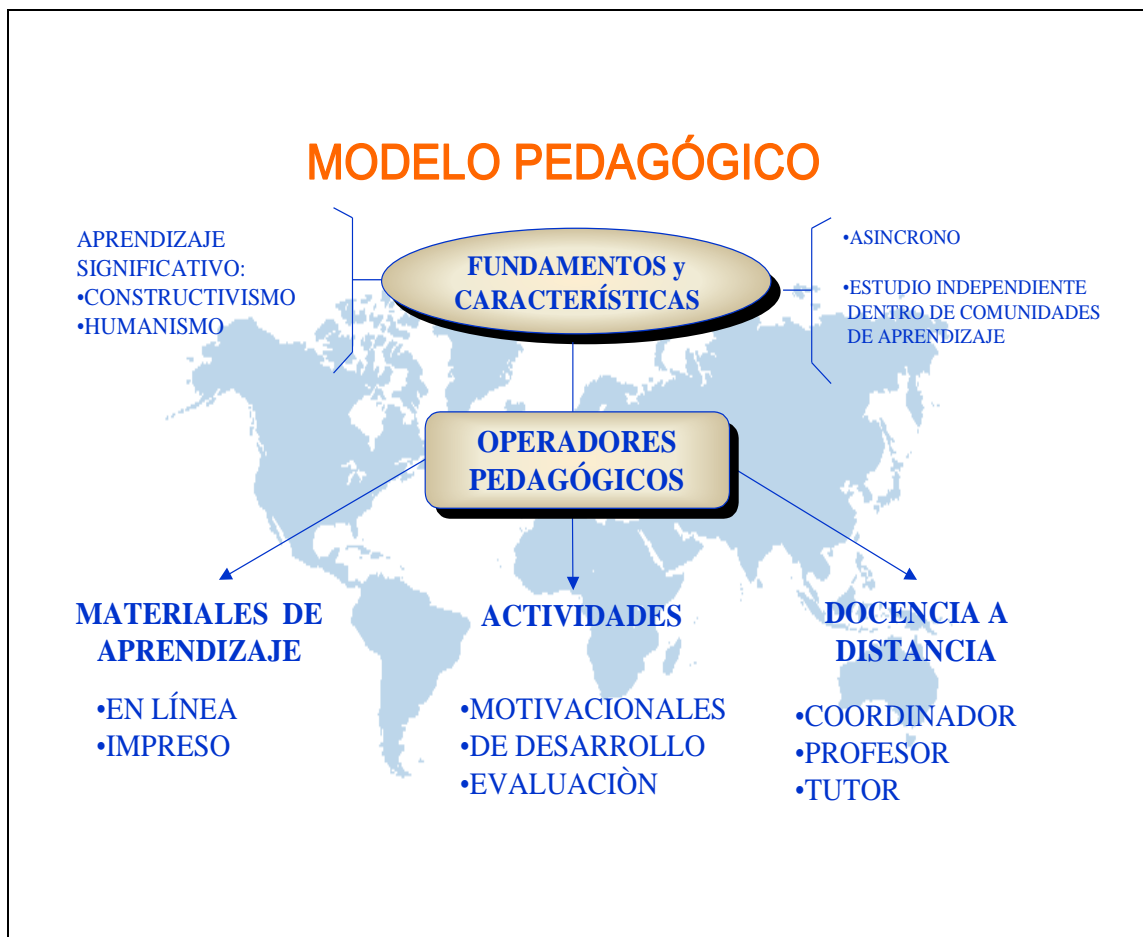 MODELO PEDAGÓGICO
APRENDIZAJE
SIGNIFICATIVO:
•CONSTRUCTIVISMO
•HUMANISMO
FUNDAMENTOS y
CARACTERÍSTICAS
•ASINCRONO
•ESTUDIO INDEPENDIENTE
DENTRO DE COMUNIDADES
DE APRENDIZAJE
OPERADORES
PEDAGÓGICOS
MATERIALES DE
APRENDIZAJE
•EN LÍNEA
•IMPRESO
ACTIVIDADES
•MOTIVACIONALES
•DE DESARROLLO
•EVALUACIÒN
DOCENCIA A
DISTANCIA
•COORDINADOR
•PROFESOR
•TUTOR